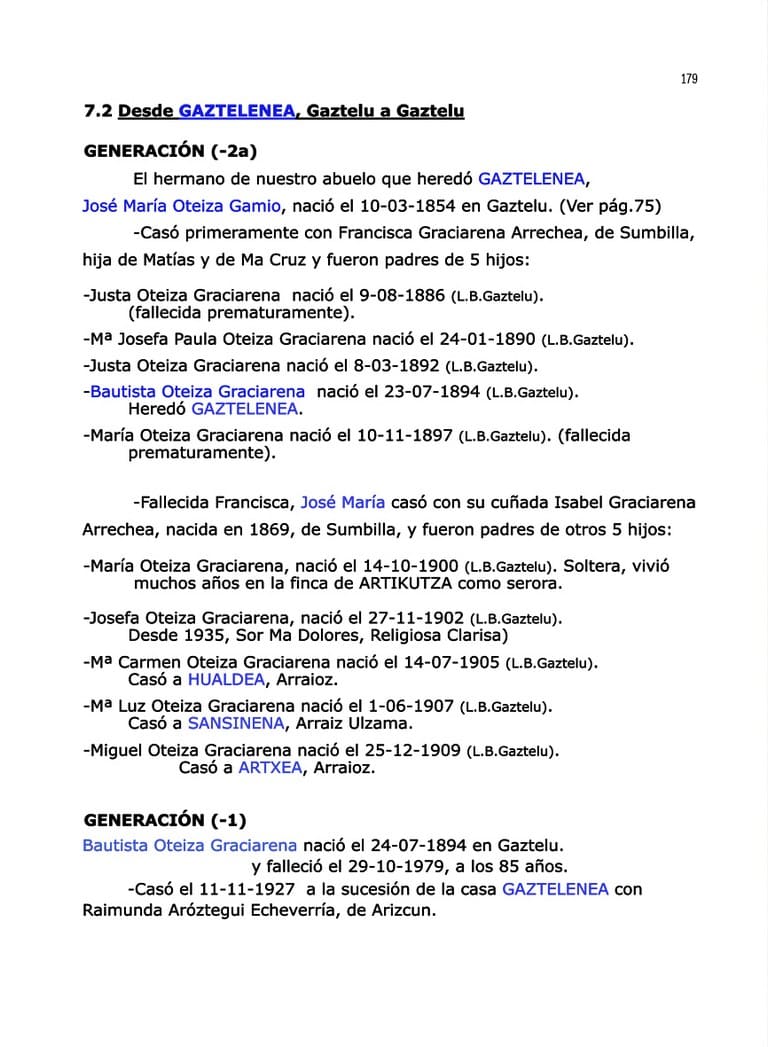 179
7.2 Desde GAZTELENEA, Gaztelu a Gaztelu
GENERACIÓN (-2a)
El hermano de nuestro abuelo que heredó GAZTELENEA,
José María Oteiza Gamio, nació el 10-03-1854 en Gaztelu. (Ver pág.75)
-Casó primeramente con Francisca Graciarena Arrechea, de Sumbilla,
hija de Matías y de Ma Cruz y fueron padres de 5 hijos:
-Justa Oteiza Graciarena nació el 9-08-1886 (L.B.Gaztelu).
(fallecida prematuramente).
-Mª Josefa Paula Oteiza Graciarena nació el 24-01-1890 (L.B.Gaztelu).
-Justa Oteiza Graciarena nació el 8-03-1892 (L.B.Gaztelu).
-Bautista Oteiza Graciarena nació el 23-07-1894 (L.B.Gaztelu).
Heredó GAZTELENEA.
-María Oteiza Graciarena nació el 10-11-1897 (L.B.Gaztelu). (fallecida
prematuramente).
-Fallecida Francisca, José María casó con su cuñada Isabel Graciarena
Arrechea, nacida en 1869, de Sumbilla, y fueron padres de otros 5 hijos:
-María Oteiza Graciarena, nació el 14-10-1900 (L.B.Gaztelu). Soltera, vivió
muchos años en la finca de ARTIKUTZA como serora.
-Josefa Oteiza Graciarena, nació el 27-11-1902 (L.B.Gaztelu).
Desde 1935, Sor Ma Dolores, Religiosa Clarisa)
-Mª Carmen Oteiza Graciarena nació el 14-07-1905 (L.B.Gaztelu).
Casó a HUALDEA, Arraioz.
-Mª Luz Oteiza Graciarena nació el 1-06-1907 (L.B.Gaztelu).
Casó a SANSINENA, Arraiz Ulzama.
-Miguel Oteiza Graciarena nació el 25-12-1909 (L.B.Gaztelu).
Casó a ARTXEA, Arraioz.
GENERACIÓN (-1)
Bautista Oteiza Graciarena nació el 24-07-1894 en Gaztelu.
y falleció el 29-10-1979, a los 85 años.
-Casó el 11-11-1927 a la sucesión de la casa GAZTELENEA con
Raimunda Aróztegui Echeverría, de Arizcun.